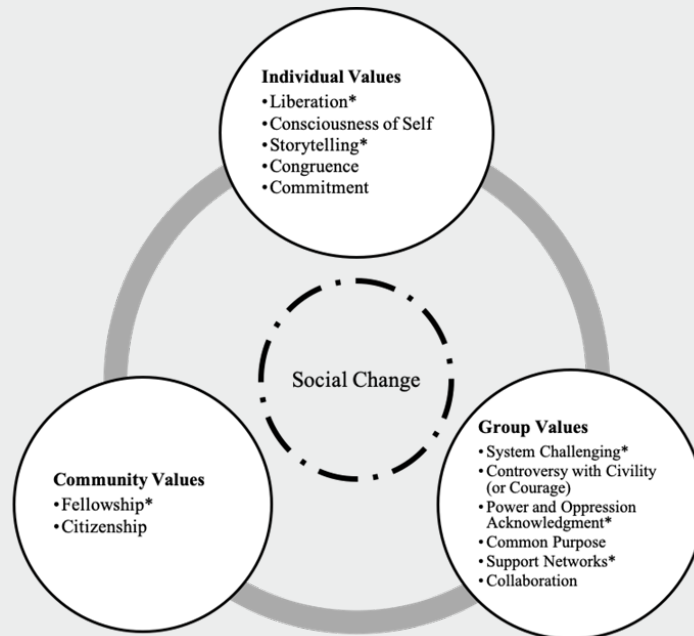 Individual Values
•Liberation*
•Consciousness of Self
•Storytelling*
•Congruence
•Commitment
Social Change
Community Values
•Fellowship*
•Citizenship
Group Values
•System Challenging*
•Controversy with Civility
(or Courage)
•Power and Oppression
Acknowledgment*
•Common Purpose
•Support Networks*
•Collaboration